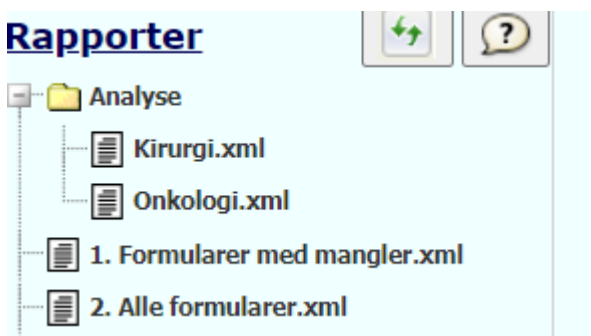 Rapporter
?
Analyse
Kirurgi.xml
Onkologi.xml
1. Formularer med mangler.xml
2. Alle formularer.xml